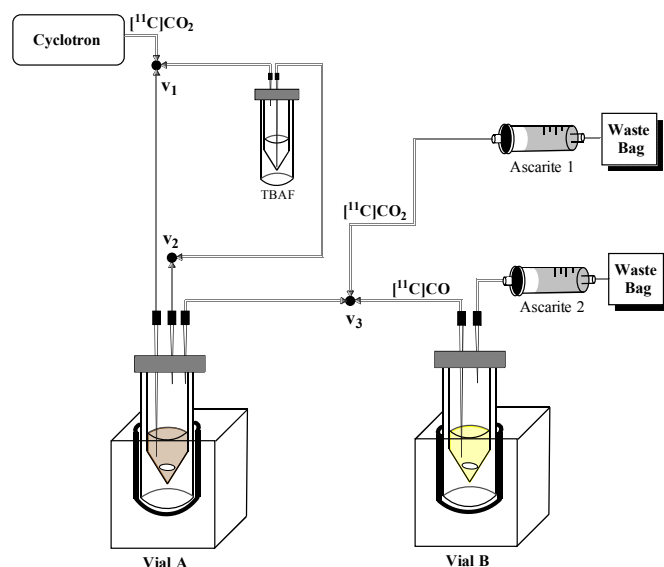 [¹¹C]CO₂
Cyclotron
v₁
TBAF
Waste
Bag
Ascarite 1
[¹¹C]CO₂
v₂
Waste
Bag
[¹¹C]CO
Ascarite 2
v₃
Vial A
Vial B